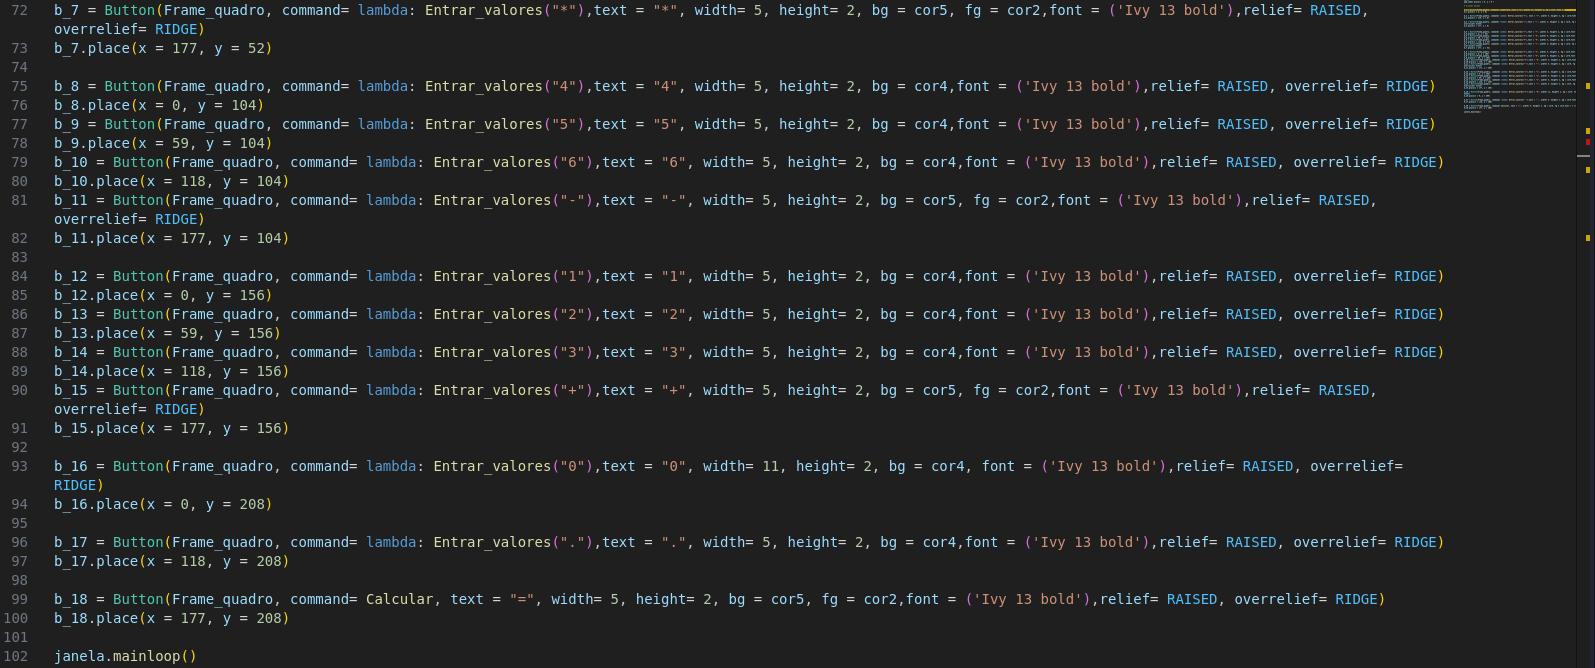 72 b_7 = Button(Frame_quadro, command= lambda: Entrar_valores("*"),text = "*", width= 5, height= 2, bg = cor5, fg = cor2,font = ('Ivy 13 bold'),relief= RAISED,
overrelief= RIDGE)
73 b_7.place(x = 177, y = 52)
74
75 b_8 = Button(Frame_quadro, command= lambda: Entrar_valores("4"),text = "4", width= 5, height= 2, bg = cor4,font = ('Ivy 13 bold'),relief= RAISED, overrelief= RIDGE)
76 b_8.place(x = 0, y = 104)
77 b_9 = Button(Frame_quadro, command= lambda: Entrar_valores("5"),text = "5", width= 5, height= 2, bg = cor4,font = ('Ivy 13 bold'),relief= RAISED, overrelief= RIDGE)
78 b_9.place(x = 59, y = 104)
79 b_10 = Button(Frame_quadro, command= lambda: Entrar_valores("6"),text = "6", width= 5, height= 2, bg = cor4,font = ('Ivy 13 bold'),relief= RAISED, overrelief= RIDGE)
80 b_10.place(x = 118, y = 104)
81 b_11 = Button(Frame_quadro, command= lambda: Entrar_valores("-"),text = "-", width= 5, height= 2, bg = cor5, fg = cor2,font = ('Ivy 13 bold'),relief= RAISED,
overrelief= RIDGE)
82 b_11.place(x = 177, y = 104)
83
84 b_12 = Button(Frame_quadro, command= lambda: Entrar_valores("1"),text = "1", width= 5, height= 2, bg = cor4,font = ('Ivy 13 bold'),relief= RAISED, overrelief= RIDGE)
85 b_12.place(x = 0, y = 156)
86 b_13 = Button(Frame_quadro, command= lambda: Entrar_valores("2"),text = "2", width= 5, height= 2, bg = cor4,font = ('Ivy 13 bold'),relief= RAISED, overrelief= RIDGE)
87 b_13.place(x = 59, y = 156)
88 b_14 = Button(Frame_quadro, command= lambda: Entrar_valores("3"),text = "3", width= 5, height= 2, bg = cor4,font = ('Ivy 13 bold'),relief= RAISED, overrelief= RIDGE)
89 b_14.place(x = 118, y = 156)
90 b_15 = Button(Frame_quadro, command= lambda: Entrar_valores("+"),text = "+", width= 5, height= 2, bg = cor5, fg = cor2,font = ('Ivy 13 bold'),relief= RAISED,
overrelief= RIDGE)
91 b_15.place(x = 177, y = 156)
92
93 b_16 = Button(Frame_quadro, command= lambda: Entrar_valores("0"),text = "0", width= 11, height= 2, bg = cor4, font = ('Ivy 13 bold'),relief= RAISED, overrelief=
RIDGE)
94 b_16.place(x = 0, y = 208)
95
96 b_17 = Button(Frame_quadro, command= lambda: Entrar_valores("."),text = ".", width= 5, height= 2, bg = cor4,font = ('Ivy 13 bold'),relief= RAISED, overrelief= RIDGE)
97 b_17.place(x = 118, y = 208)
98
99 b_18 = Button(Frame_quadro, command= Calcular, text = "=", width= 5, height= 2, bg = cor5, fg = cor2,font = ('Ivy 13 bold'),relief= RAISED, overrelief= RIDGE)
100 b_18.place(x = 177, y = 208)
101
102 janela.mainloop()